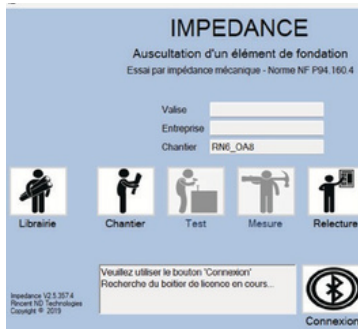 IMPEDANCE
Auscultation d'un élément de fondation
Essai par impédance mécanique - Norme NF P94.160.4
Valise
Entreprise
Chantier RN6_OA8
Librairie
Chantier
Test
Mesure
Relecture
Veuillez utiliser le bouton 'Connexion'
Recherche du boitier de licence en cours...
Impedance V2.5.357.4
Rincent ND Technologies
Copyright © 2019
Connexion